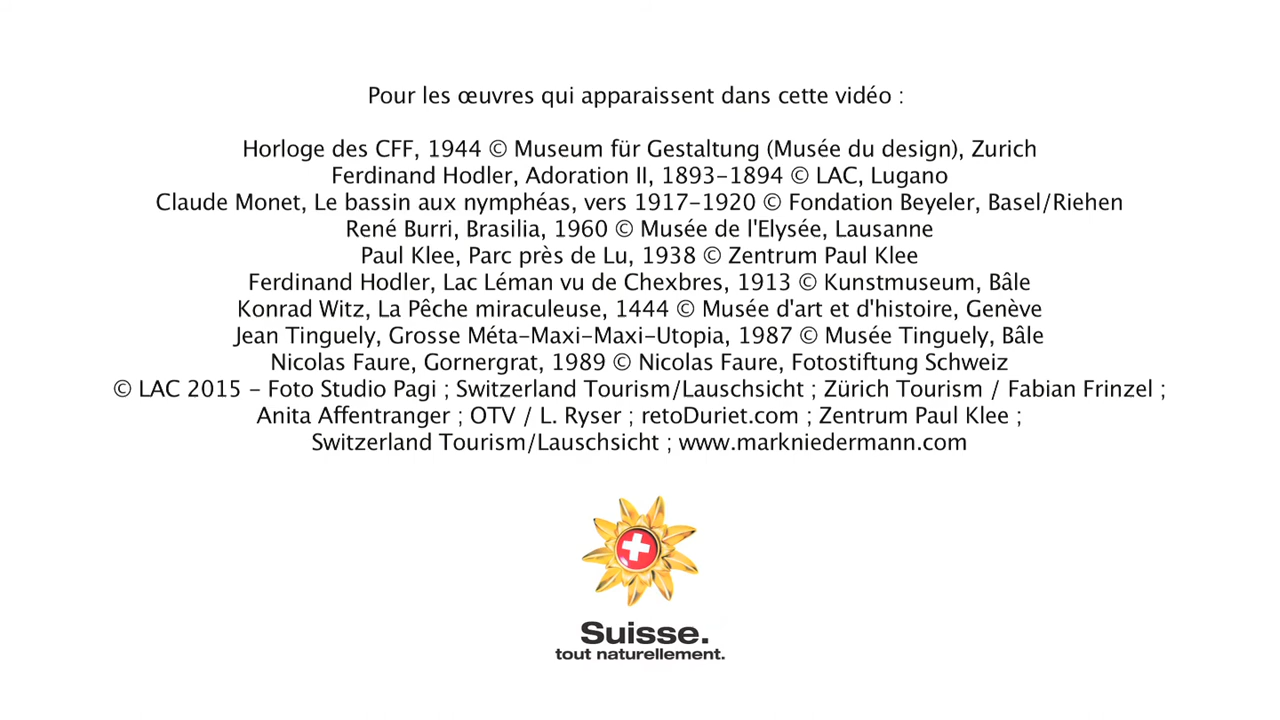 Pour les œuvres qui apparaissent dans cette vidéo :
Horloge des CFF, 1944 © Museum für Gestaltung (Musée du design), Zurich
Ferdinand Hodler, Adoration II, 1893-1894 © LAC, Lugano
Claude Monet, Le bassin aux nymphéas, vers 1917-1920 © Fondation Beyeler, Basel/Riehen
René Burri, Brasilia, 1960 © Musée de l'Elysée, Lausanne
Paul Klee, Parc près de Lu, 1938 © Zentrum Paul Klee
Ferdinand Hodler, Lac Léman vu de Chexbres, 1913 © Kunstmuseum, Bâle
Konrad Witz, La Pêche miraculeuse, 1444 © Musée d'art et d'histoire, Genève
Jean Tinguely, Grosse Méta-Maxi-Maxi-Utopia, 1987 © Musée Tinguely, Bâle
Nicolas Faure, Gornergrat, 1989 © Nicolas Faure, Fotostiftung Schweiz
© LAC 2015 - Foto Studio Pagi ; Switzerland Tourism/Lauschsicht ; Zürich Tourism / Fabian Frinzel ;
Anita Affentranger ; OTV / L. Ryser ; retoDuriet.com ; Zentrum Paul Klee ;
Switzerland Tourism/Lauschsicht ; www.markniedermann.com
Suisse.
tout naturellement.